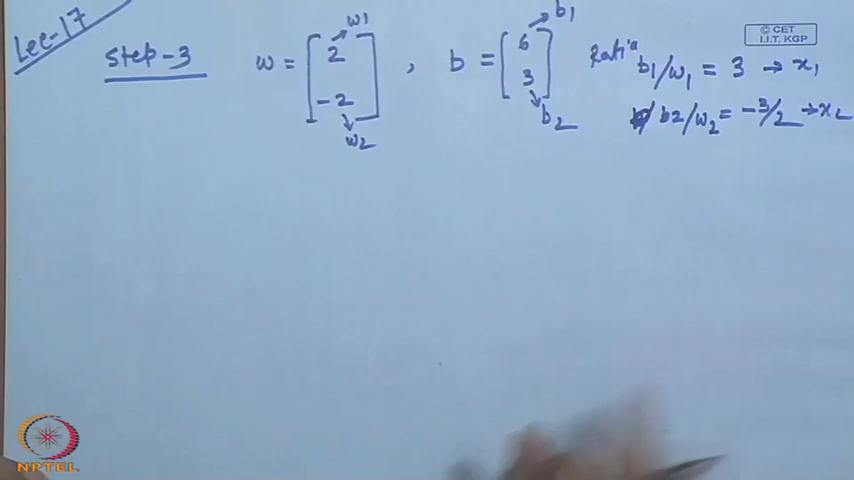 Lec-17
Step-3
w = [2 -2], b = [6 3]
w1
w2
b1
b2
Ratio
b1/w1 = 3 → x1
b2/w2 = -3/2 → x2
© CET
I.I.T. KGP
NPTEL